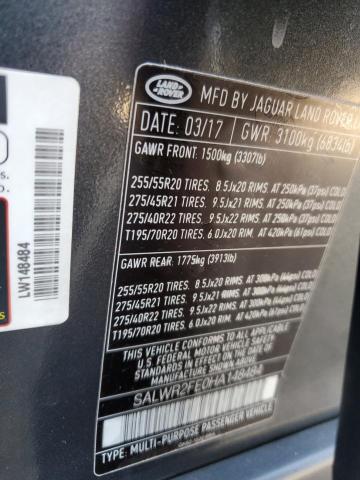 LAND
ROVER
MFD BY JAGUAR LAND ROVER
DATE: 03/17 GWR: 3100kg (6834lb)
GAWR FRONT: 1500kg (3307lb)
255/55R20 TIRES. 8.5Jx20 RIMS. AT 250kPa (37psi) COLD
275/45R21 TIRES. 9.5Jx21 RIMS. AT 250kPa (37psi) COLD
275/40R22 TIRES. 9.5Jx22 RIMS. AT 250kPa (37psi) COLD
T195/70R20 TIRES. 6.0Jx20 RIM. AT 420kPa (61psi) COLD
GAWR REAR: 1775kg (3913lb)
255/55R20 TIRES. 8.5Jx20 RIMS. AT 300kPa (44psi) COLD
275/45R21 TIRES. 9.5Jx21 RIMS. AT 300kPa (44psi) COLD
275/40R22 TIRES. 9.5Jx22 RIMS. AT 300kPa (44psi) COLD
T195/70R20 TIRES. 6.0Jx20 RIM. AT 420kPa (61psi) COLD
THIS VEHICLE CONFORMS TO ALL APPLICABLE
U.S. FEDERAL MOTOR VEHICLE SAFETY
STANDARDS IN EFFECT ON THE DATE OF
MANUFACTURE SHOWN ABOVE
SALWR2FE0HA148484
TYPE: MULTI-PURPOSE PASSENGER VEHICLE
LW148484